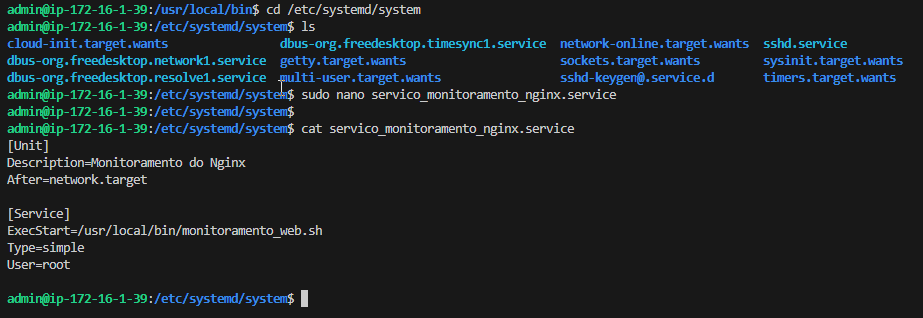 admin@ip-172-16-1-39:/usr/local/bin$ cd /etc/systemd/system
admin@ip-172-16-1-39:/etc/systemd/system$ ls
cloud-init.target.wants dbus-org.freedesktop.timesync1.service network-online.target.wants sshd.service
dbus-org.freedesktop.network1.service getty.target.wants sockets.target.wants sysinit.target.wants
dbus-org.freedesktop.resolve1.service multi-user.target.wants sshd-keygen@.service.d timers.target.wants
admin@ip-172-16-1-39:/etc/systemd/system$ sudo nano servico_monitoramento_nginx.service
admin@ip-172-16-1-39:/etc/systemd/system$
admin@ip-172-16-1-39:/etc/systemd/system$ cat servico_monitoramento_nginx.service
[Unit]
Description=Monitoramento do Nginx
After=network.target
[Service]
ExecStart=/usr/local/bin/monitoramento_web.sh
Type=simple
User=root
admin@ip-172-16-1-39:/etc/systemd/system$